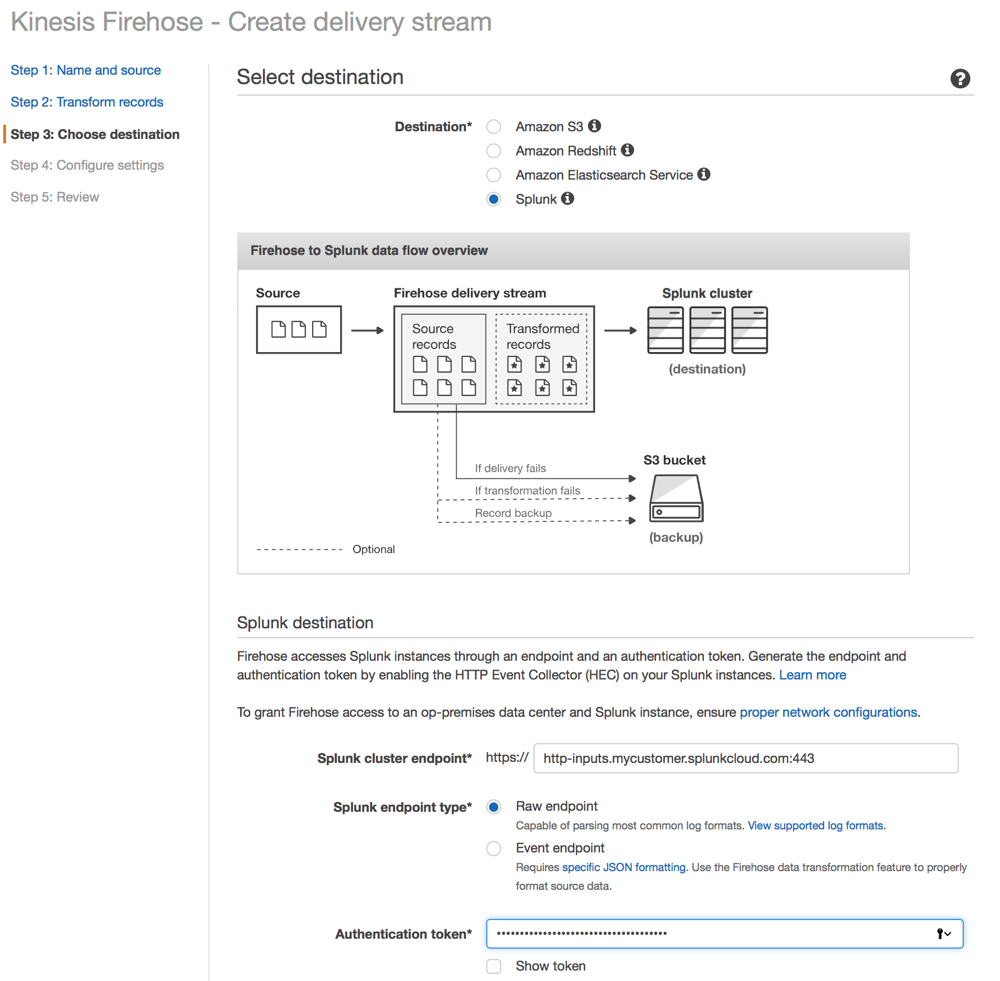 Kinesis Firehose - Create delivery stream
Step 1: Name and source
Step 2: Transform records
Step 3: Choose destination
Step 4: Configure settings
Step 5: Review
Select destination
Destination*
Amazon S3
Amazon Redshift
Amazon Elasticsearch Service
Splunk
Firehose to Splunk data flow overview
Source
Firehose delivery stream
Splunk cluster
Source
records
Transformed
records
(destination)
If delivery fails
If transformation fails
Record backup
S3 bucket
(backup)
Optional
Splunk destination
Firehose accesses Splunk instances through an endpoint and an authentication token. Generate the endpoint and
authentication token by enabling the HTTP Event Collector (HEC) on your Splunk instances. Learn more
To grant Firehose access to an op-premises data center and Splunk instance, ensure proper network configurations.
Splunk cluster endpoint* https:// http-inputs.mycustomer.splunkcloud.com:443
Splunk endpoint type*
Raw endpoint
Capable of parsing most common log formats. View supported log formats.
Event endpoint
Requires specific JSON formatting. Use the Firehose data transformation feature to properly
format source data.
Authentication token*
Show token